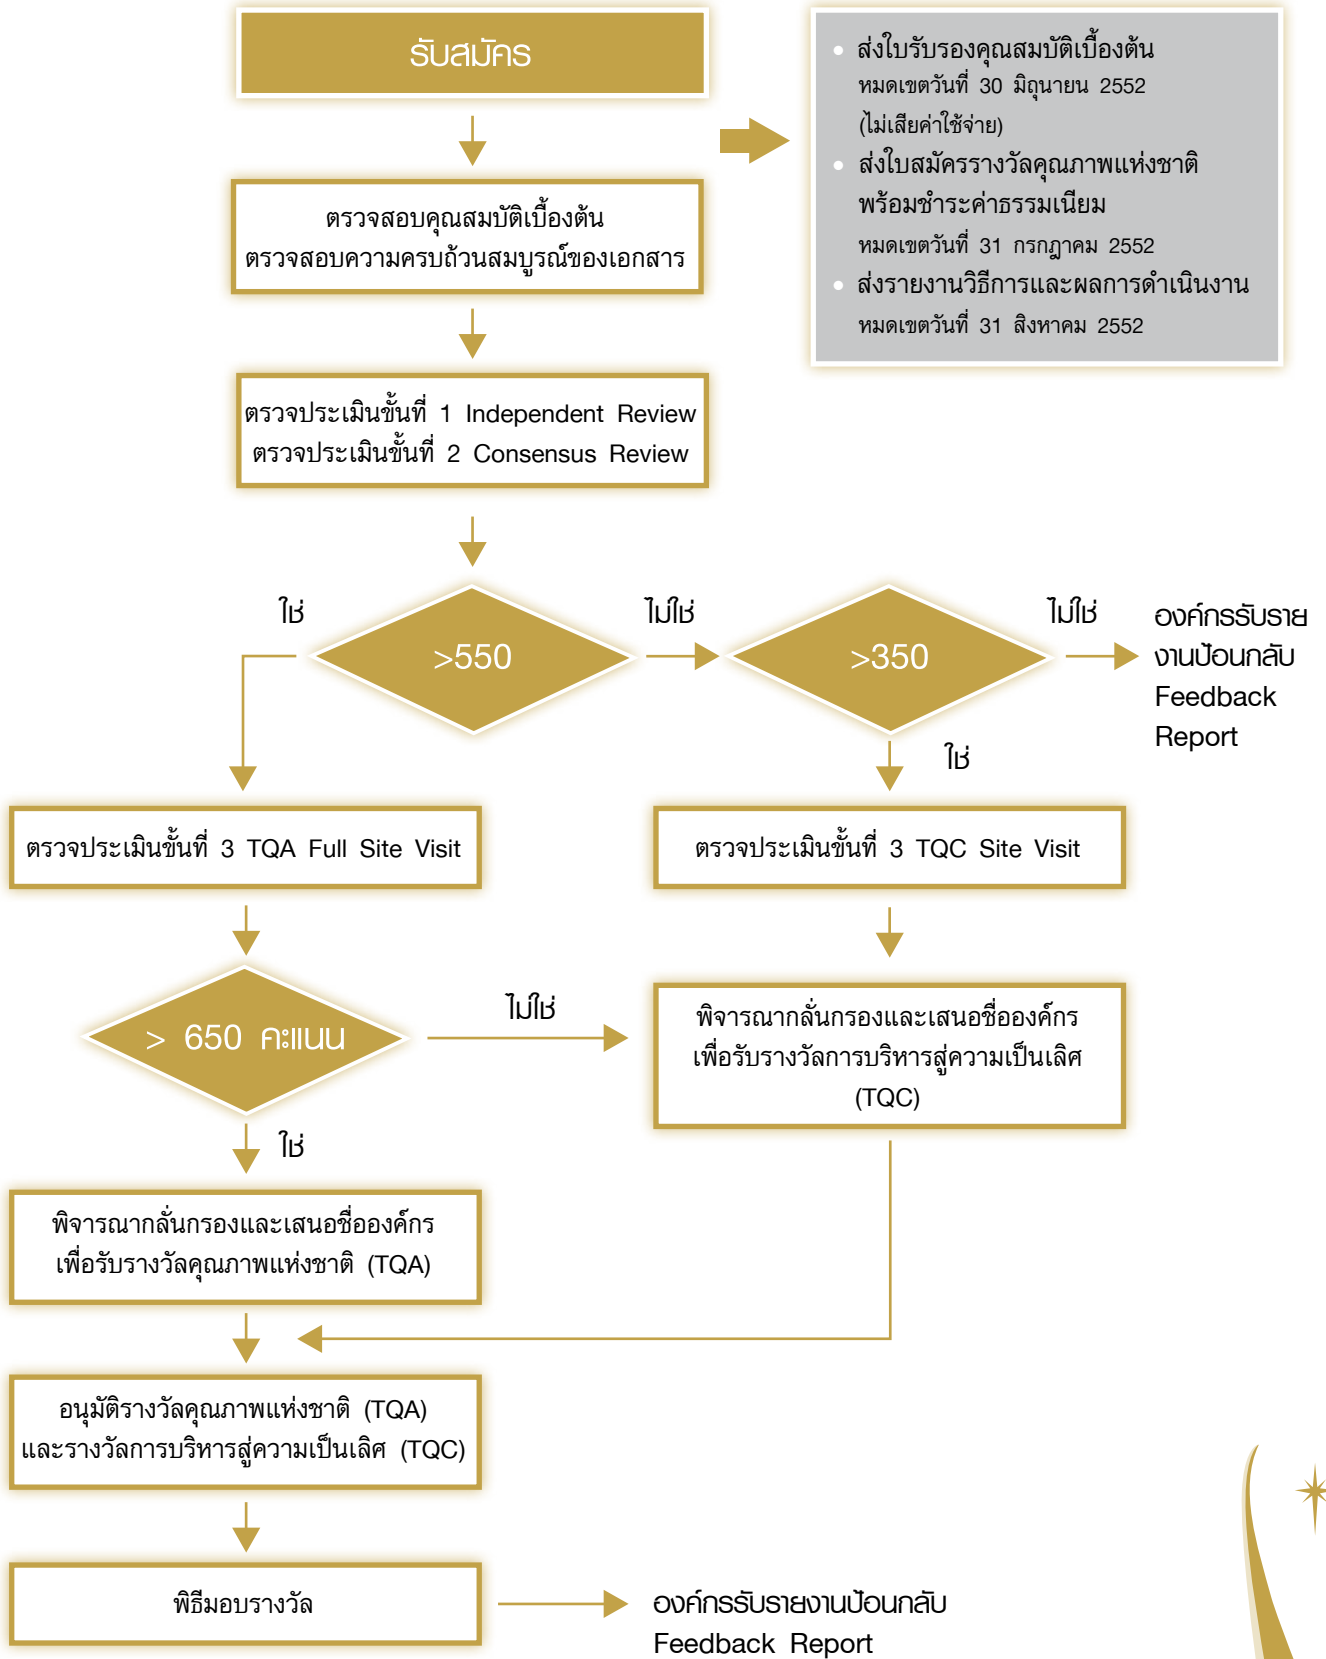 รับสมัคร
• ส่งใบรับรองคุณสมบัติเบื้องต้น
หมดเขตวันที่ 30 มิถุนายน 2552
(ไม่เสียค่าใช้จ่าย)
• ส่งใบสมัครรางวัลคุณภาพแห่งชาติ
พร้อมชำระค่าธรรมเนียม
หมดเขตวันที่ 31 กรกฎาคม 2552
• ส่งรายงานวิธีการและผลการดำเนินงาน
หมดเขตวันที่ 31 สิงหาคม 2552
ตรวจสอบคุณสมบัติเบื้องต้น
ตรวจสอบความครบถ้วนสมบูรณ์ของเอกสาร
ตรวจประเมินขั้นที่ 1 Independent Review
ตรวจประเมินขั้นที่ 2 Consensus Review
ใช่
>550
ไม่ใช่
>350
ไม่ใช่
องค์กรรับราย
งานป้อนกลับ
Feedback
Report
ใช่
ตรวจประเมินขั้นที่ 3 TQA Full Site Visit
ตรวจประเมินขั้นที่ 3 TQC Site Visit
> 650 คะแนน
ไม่ใช่
พิจารณากลั่นกรองและเสนอชื่อองค์กร
เพื่อรับรางวัลการบริหารสู่ความเป็นเลิศ
(TQC)
ใช่
พิจารณากลั่นกรองและเสนอชื่อองค์กร
เพื่อรับรางวัลคุณภาพแห่งชาติ (TQA)
อนุมัติรางวัลคุณภาพแห่งชาติ (TQA)
และรางวัลการบริหารสู่ความเป็นเลิศ (TQC)
พิธีมอบรางวัล
องค์กรรับรายงานป้อนกลับ
Feedback Report